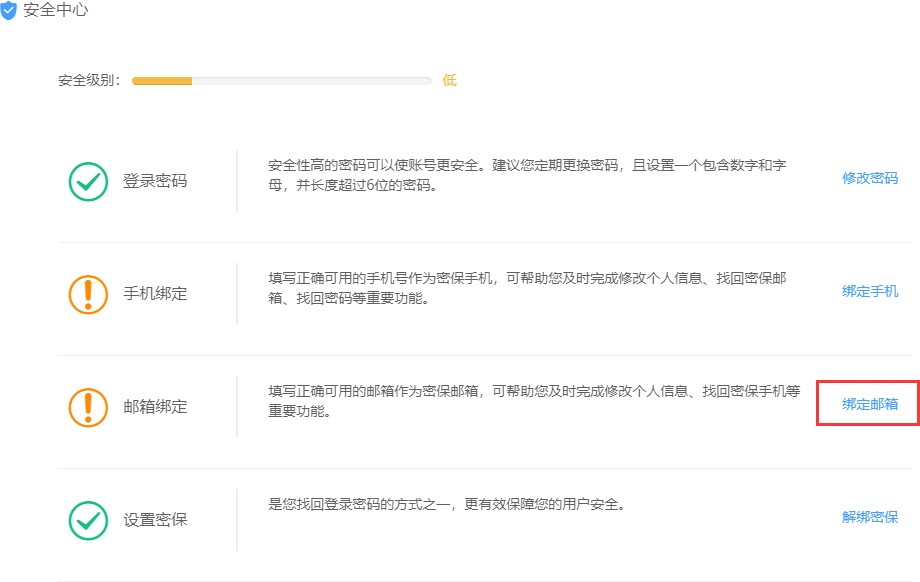 安全中心
安全级别： 低
登录密码
安全性高的密码可以使账号更安全。建议您定期更换密码，且设置一个包含数字和字
母，并长度超过6位的密码。
修改密码
手机绑定
填写正确可用的手机号作为密保手机，可帮助您及时完成修改个人信息、找回密保邮
箱、找回密码等重要功能。
绑定手机
邮箱绑定
填写正确可用的邮箱作为密保邮箱，可帮助您及时完成修改个人信息、找回密保手机等
重要功能。
绑定邮箱
设置密保
是您找回登录密码的方式之一，更有效保障您的用户安全。
解绑密保